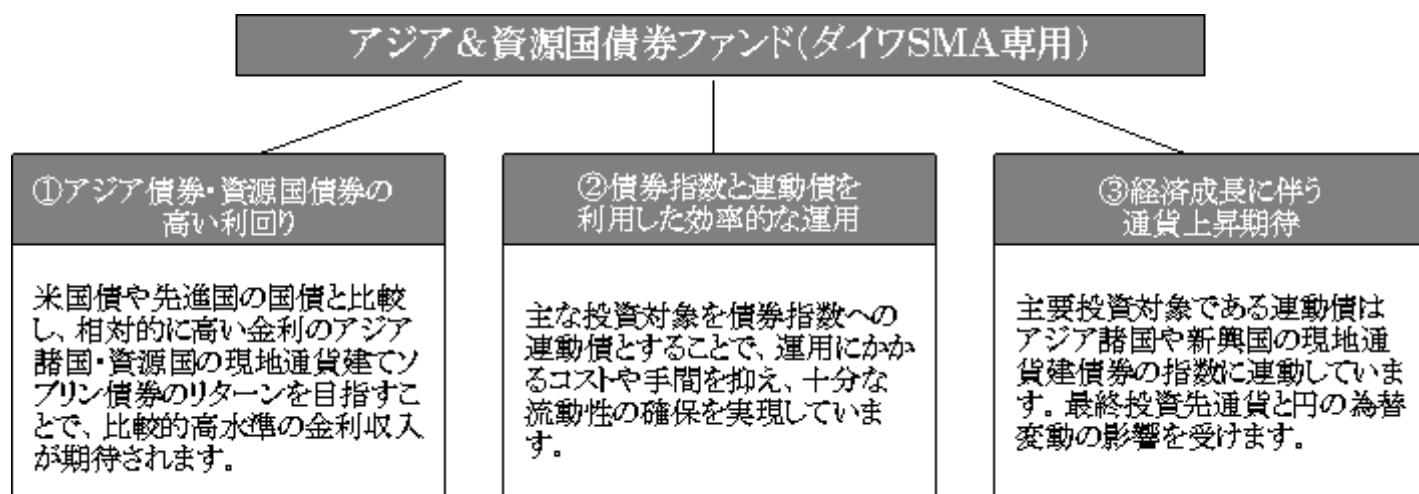 アジア&資源国債券ファンド(ダイワSMA専用)
①アジア債券・資源国債券の
高い利回り
米国債や先進国の国債と比較
し、相対的に高い金利のアジア
諸国・資源国の現地通貨建てソ
ブリン債券のリターンを目指すこ
とで、比較的高水準の金利収入
が期待されます。
②債券指数と連動債を
利用した効率的な運用
主な投資対象を債券指数への
連動債とすることで、運用にかか
るコストや手間を抑え、十分な
流動性の確保を実現していま
す。
③経済成長に伴う
通貨上昇期待
主要投資対象である連動債は
アジア諸国や新興国の現地通
貨建債券の指数に連動していま
す。最終投資先通貨と円の為替
変動の影響を受けます。